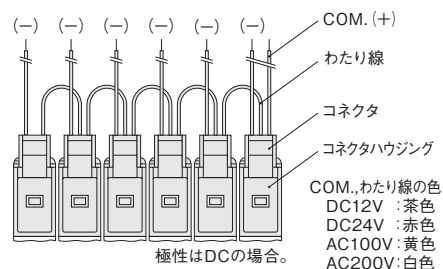 (−) (−) (−) (−) (−) (−)
COM.(+)
わたり線
コネクタ
コネクタハウジング
COM.,わたり線の色
DC12V：茶色
DC24V：赤色
AC100V：黄色
AC200V：白色
極性はDCの場合。